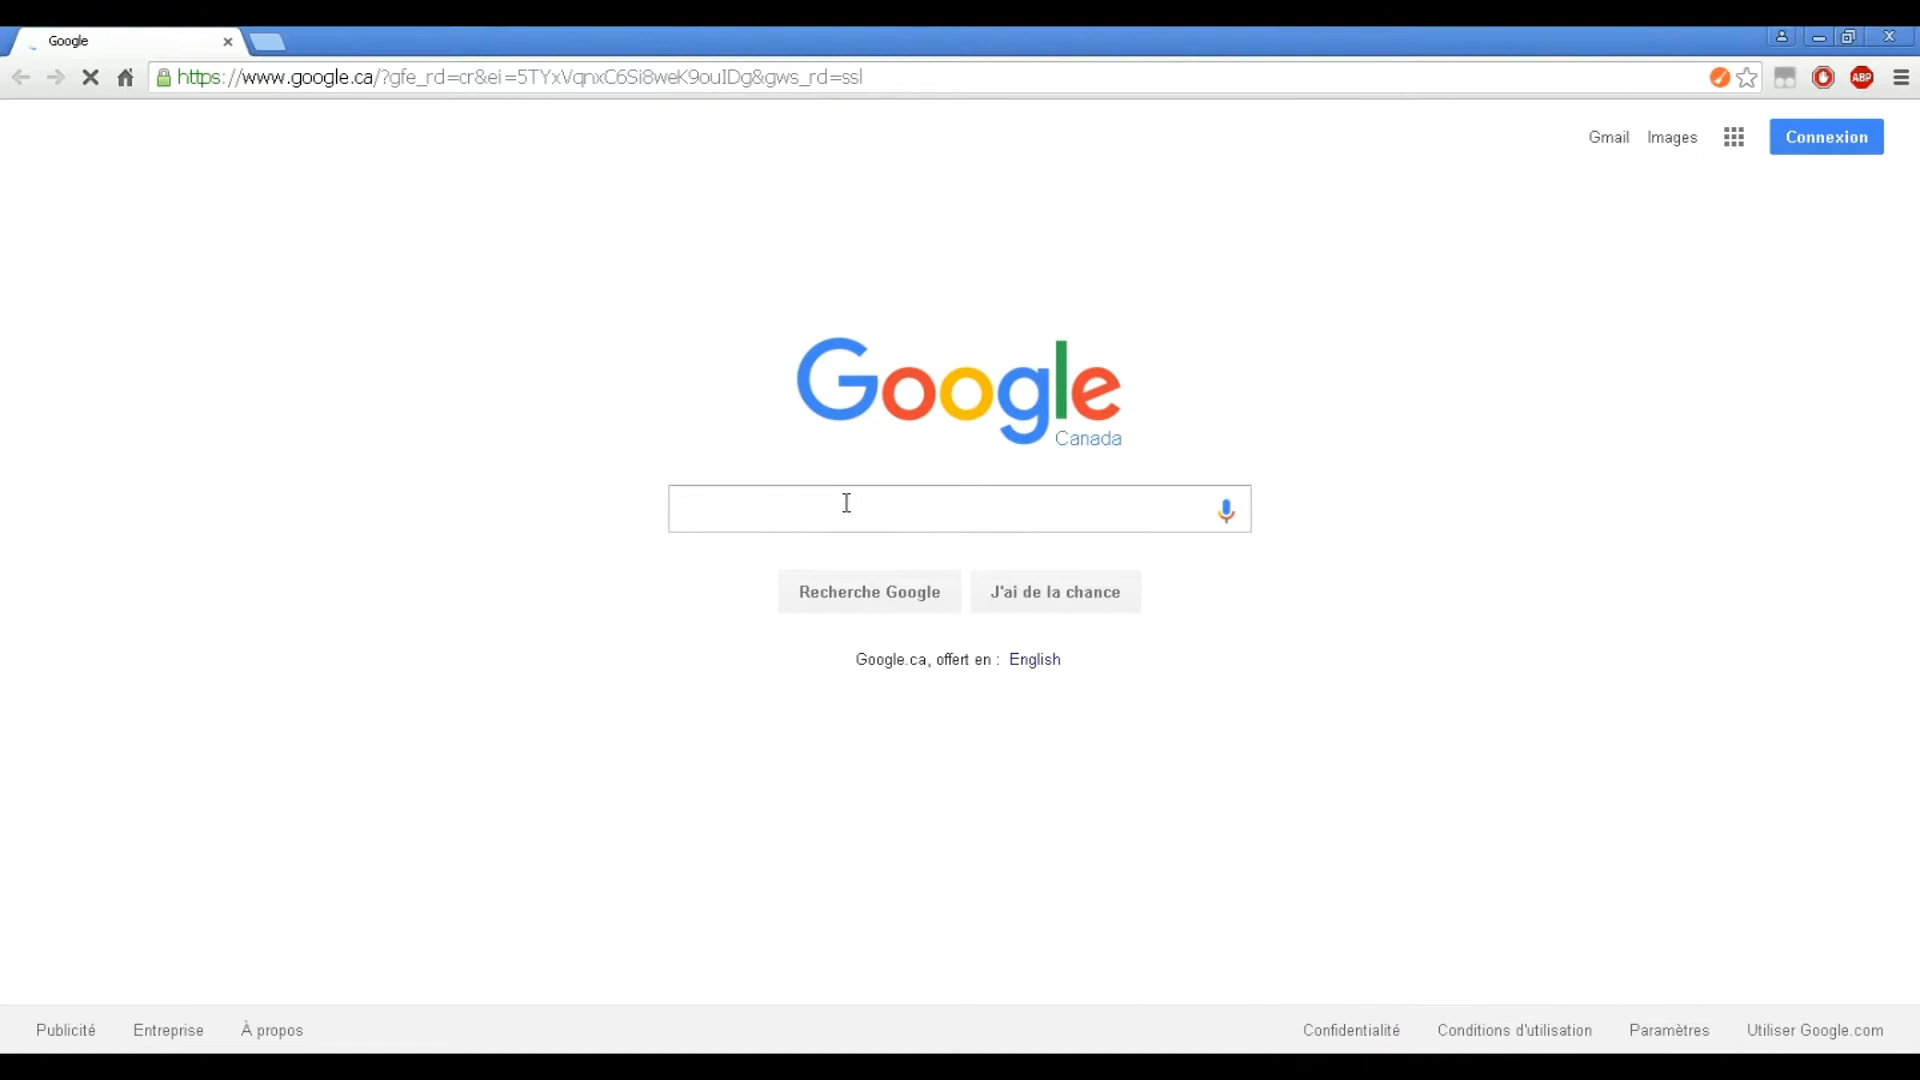 Google
https://www.google.ca/?gfe_rd=cr&ei=5TYxVqnxC6Si8weK9ouIDg&gws_rd=ssl
ABP
Gmail Images Connexion
Google
Canada
Recherche Google J'ai de la chance
Google.ca, offert en : English
Publicité Entreprise À propos Confidentialité Conditions d'utilisation Paramètres Utiliser Google.com